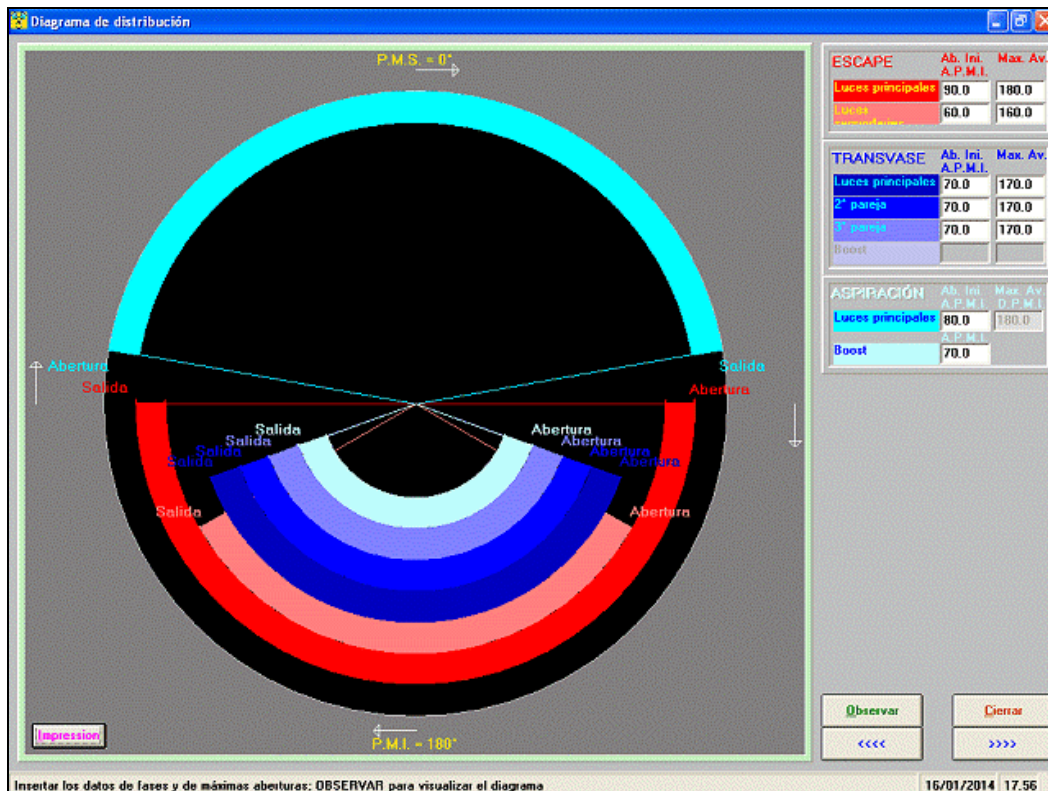 Diagrama de distribución
P.M.S. = 0°
Abertura
Salida
Salida
Abertura
Salida
Abertura
Salida
Abertura
Salida
Abertura
Salida
Abertura
Salida
Abertura
P.M.I. = 180°
Impression
ESCAPE Ab. Ini. Max. Av.
A.P.M.I.
Luces principales 90.0 180.0
Luces 60.0 160.0
TRANSVASE Ab. Ini. Max. Av.
A.P.M.I.
Luces principales 70.0 170.0
2° pareja 70.0 170.0
3° pareja 70.0 170.0
Boost
ASPIRACIÓN Ab. Ini. Max. Av.
A.P.M.I. D.P.M.I.
Luces principales 80.0 180.0
A.P.M.I.
Boost 70.0
Observar Cierrar
<<<< >>>>
Insertar los datos de fases y de máximas aberturas: OBSERVAR para visualizar el diagrama 16/01/2014 17.56